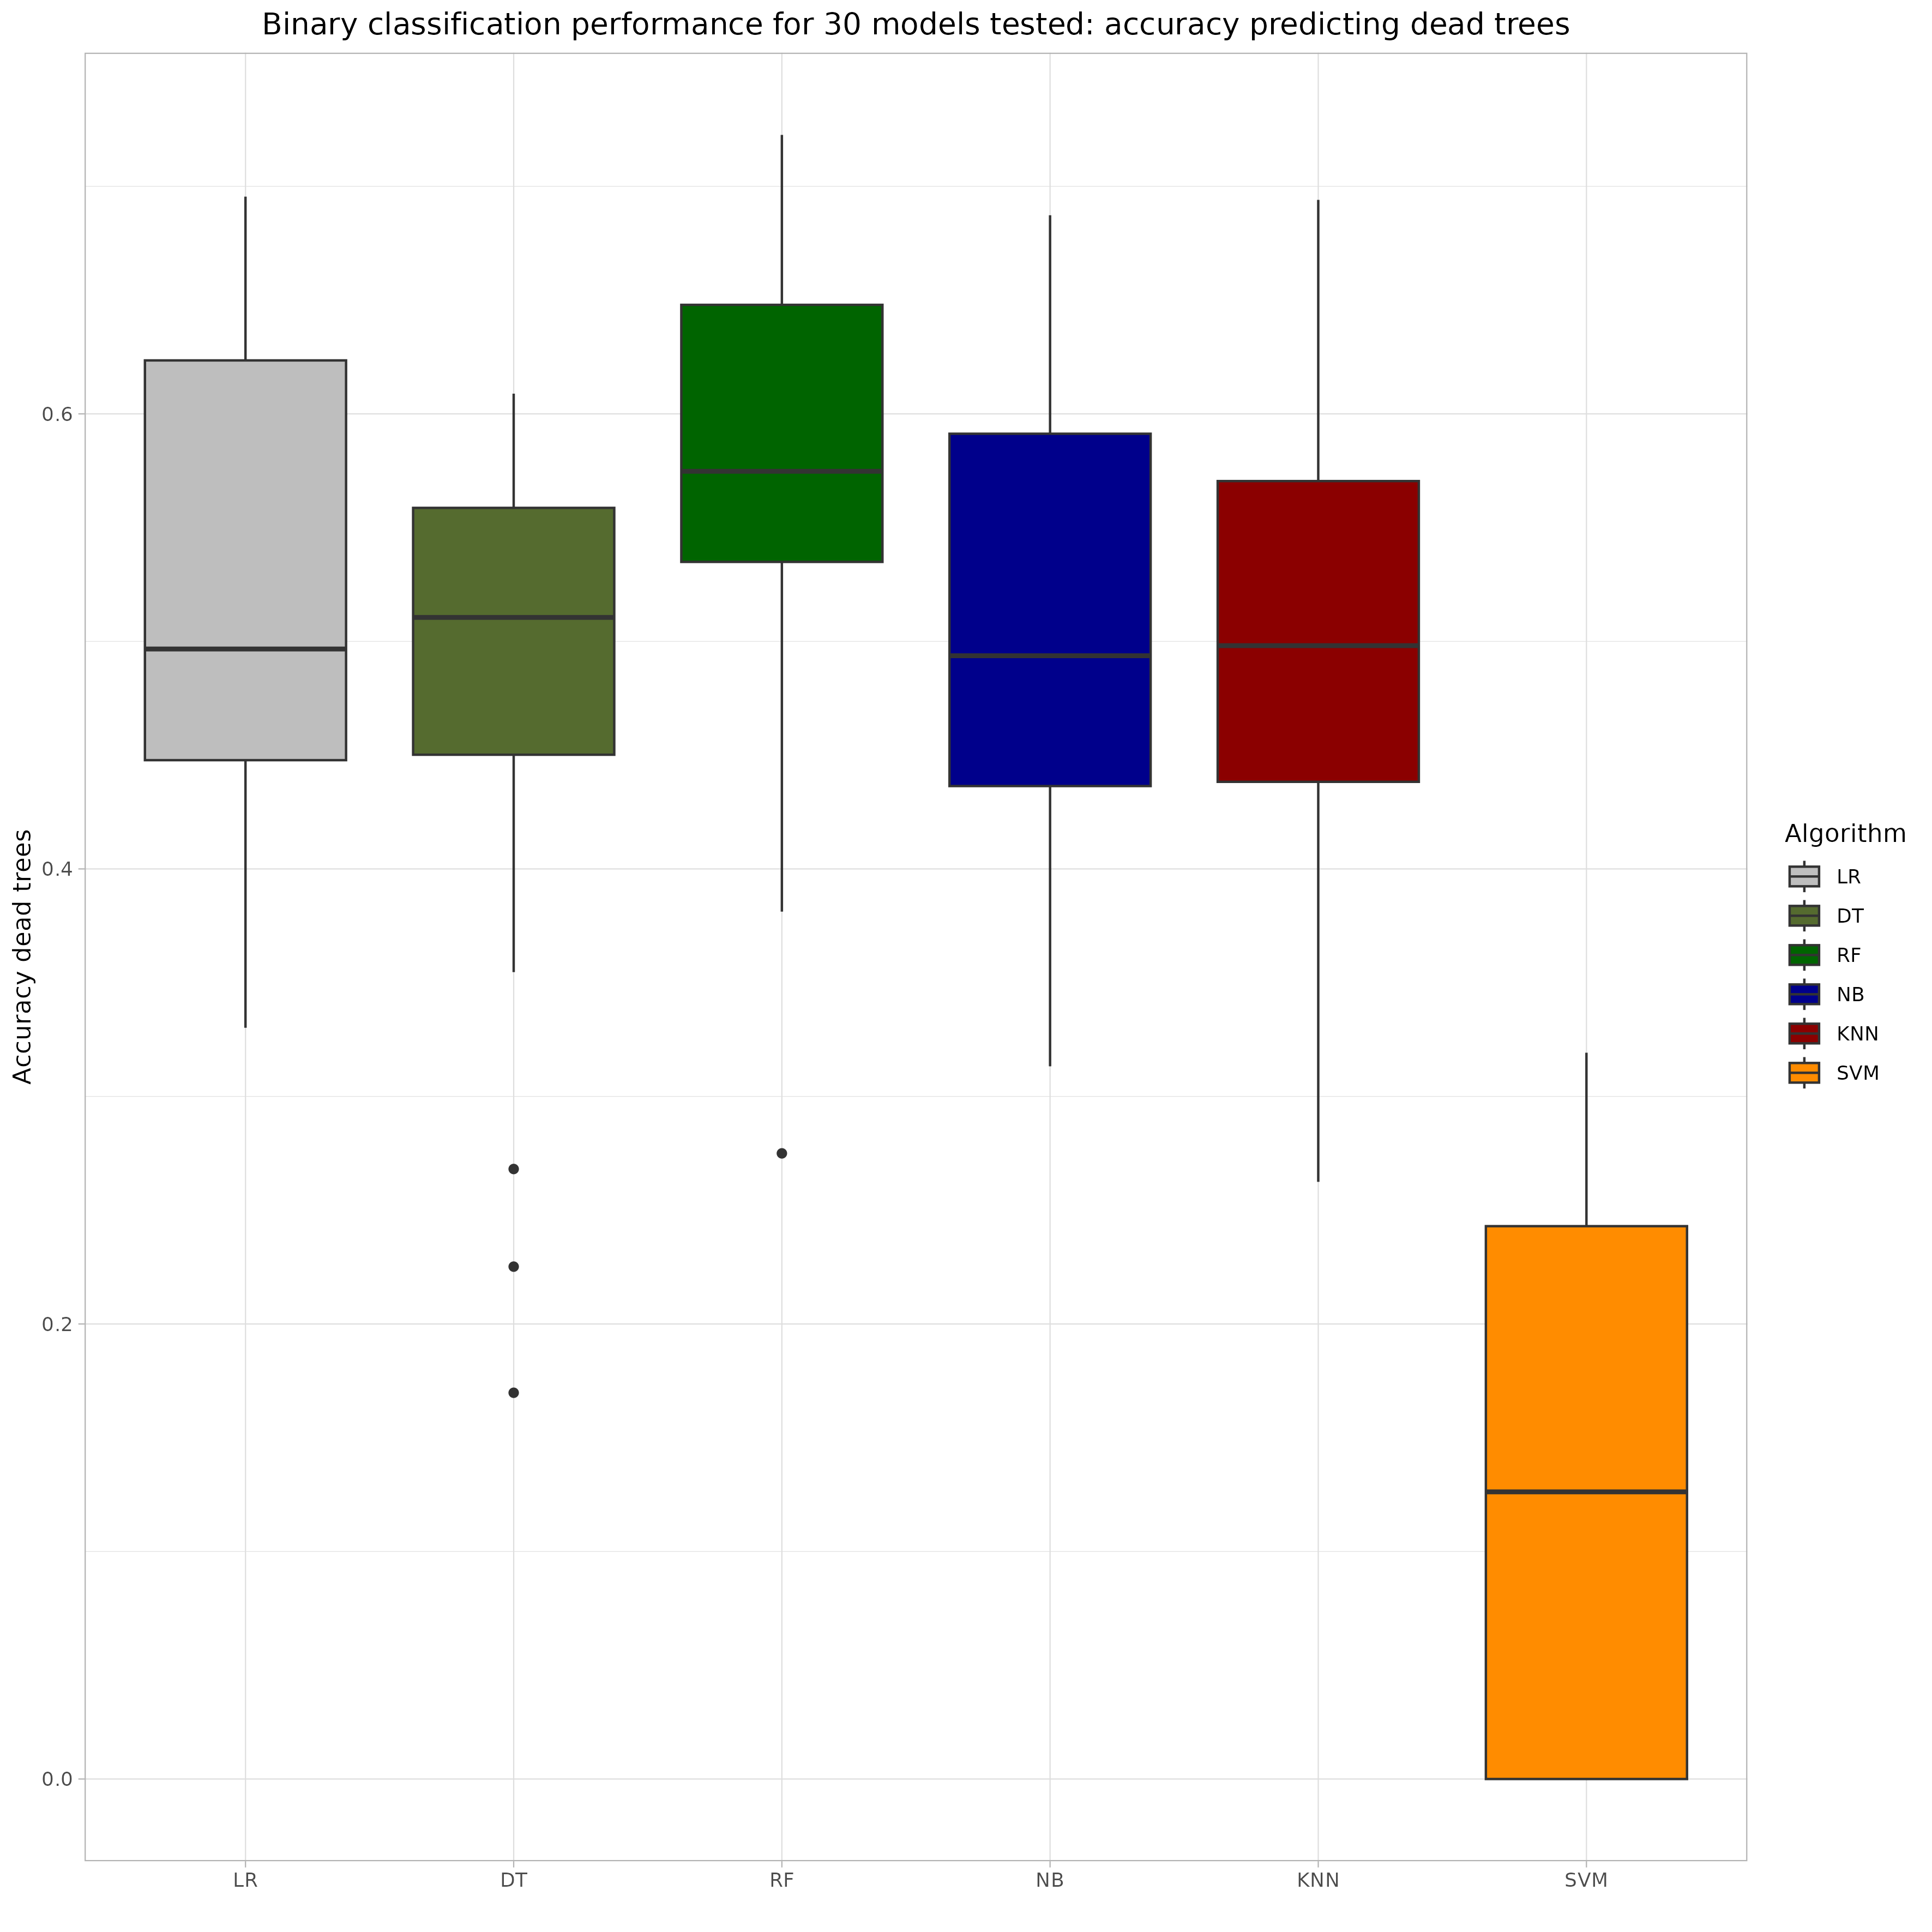 Binary classification performance for 30 models tested: accuracy predicting dead trees
Accuracy dead trees
0.6
0.4
0.2
0.0
LR DT RF NB KNN SVM
Algorithm
LR
DT
RF
NB
KNN
SVM